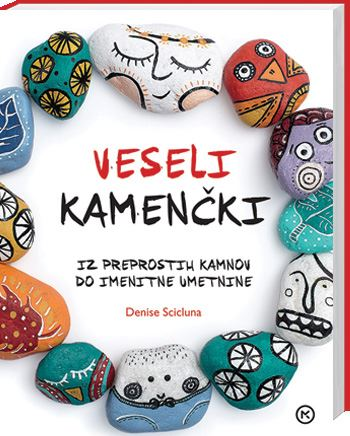 VESELI
KAMENČKI
IZ PREPROSTIH KAMNOV
DO IMENITNE UMETNINE
Denise Scicluna